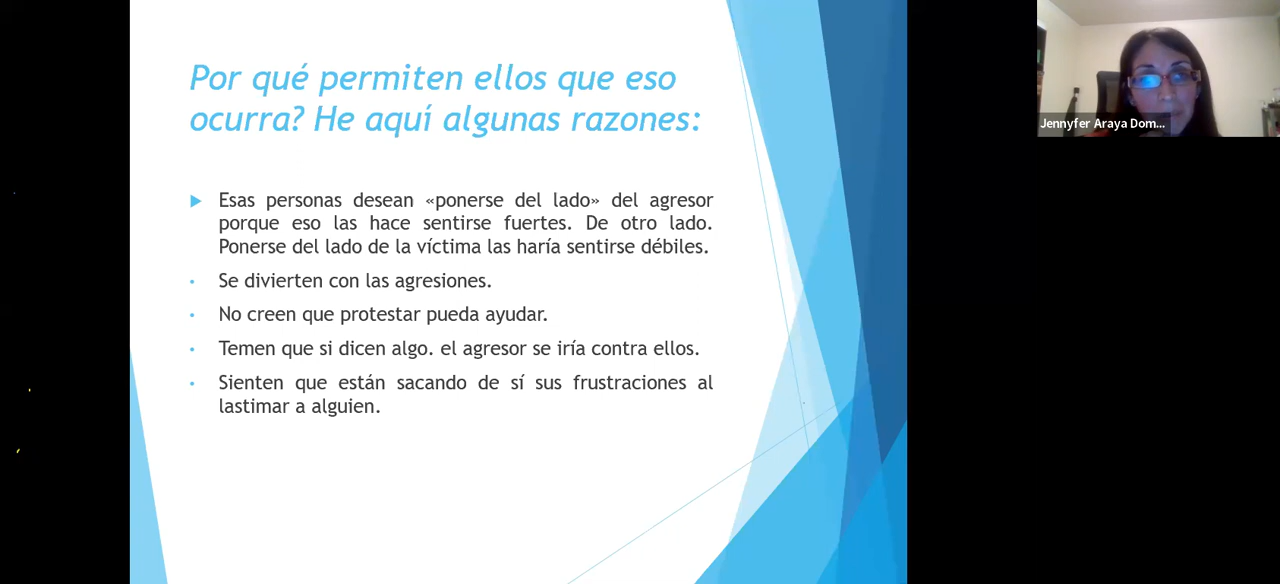 Por qué permiten ellos que eso
ocurra? He aquí algunas razones:
Esas personas desean «ponerse del lado» del agresor
porque eso las hace sentirse fuertes. De otro lado.
Ponerse del lado de la víctima las haría sentirse débiles.
Se divierten con las agresiones.
No creen que protestar pueda ayudar.
Temen que si dicen algo. el agresor se iría contra ellos.
Sienten que están sacando de sí sus frustraciones al
lastimar a alguien.
Jennyfer Araya Dom...